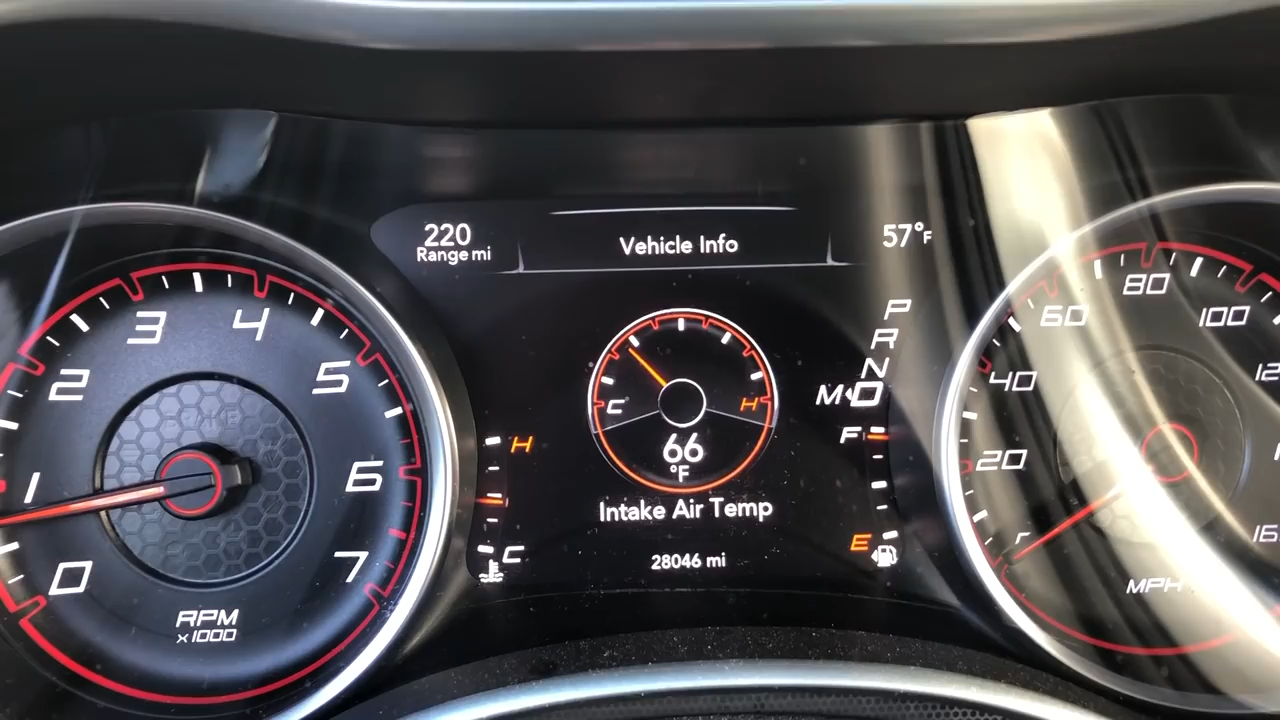 220
Range mi
Vehicle Info
57°F
P
R
N
M D
F
E
H
C
C
H
66
°F
Intake Air Temp
28046 mi
0
1
2
3
4
5
6
7
RPM
x1000
20
40
60
80
100
MPH